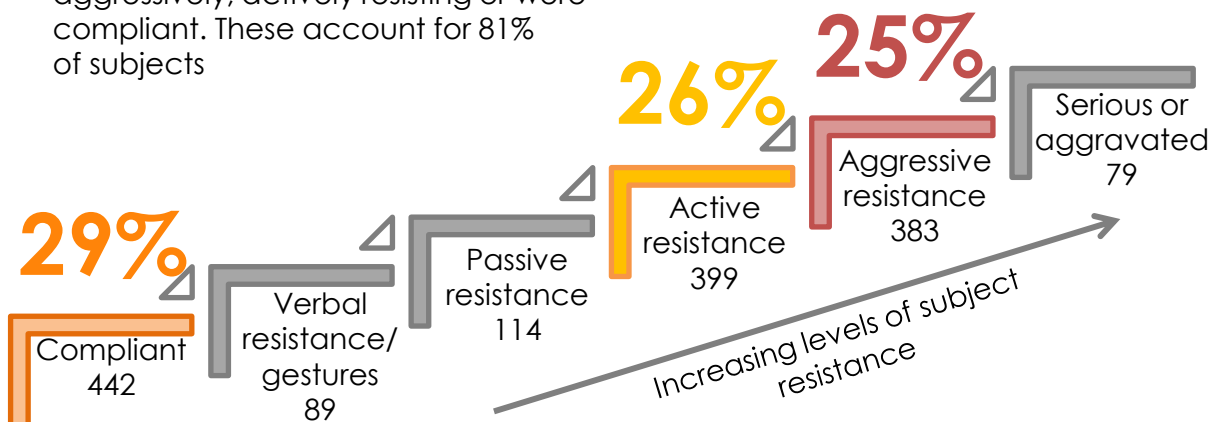 compliant. These account for 81%
of subjects
29%
Compliant
442
Verbal
resistance/
gestures
89
Passive
resistance
114
26%
Active
resistance
399
25%
Aggressive
resistance
383
Serious or
aggravated
79
Increasing levels of subject
resistance